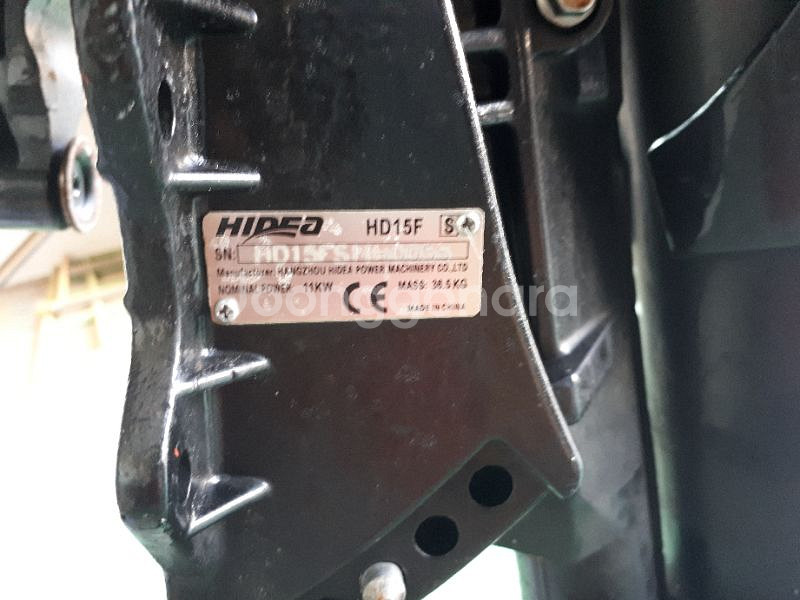 HIDEA HD15F S
SN: HD15FS
Manufacturer: HANGZHOU HIDEA POWER MACHINERY CO.,LTD
NOMINAL POWER 11KW CE MASS: 36.5 KG
MADE IN CHINA